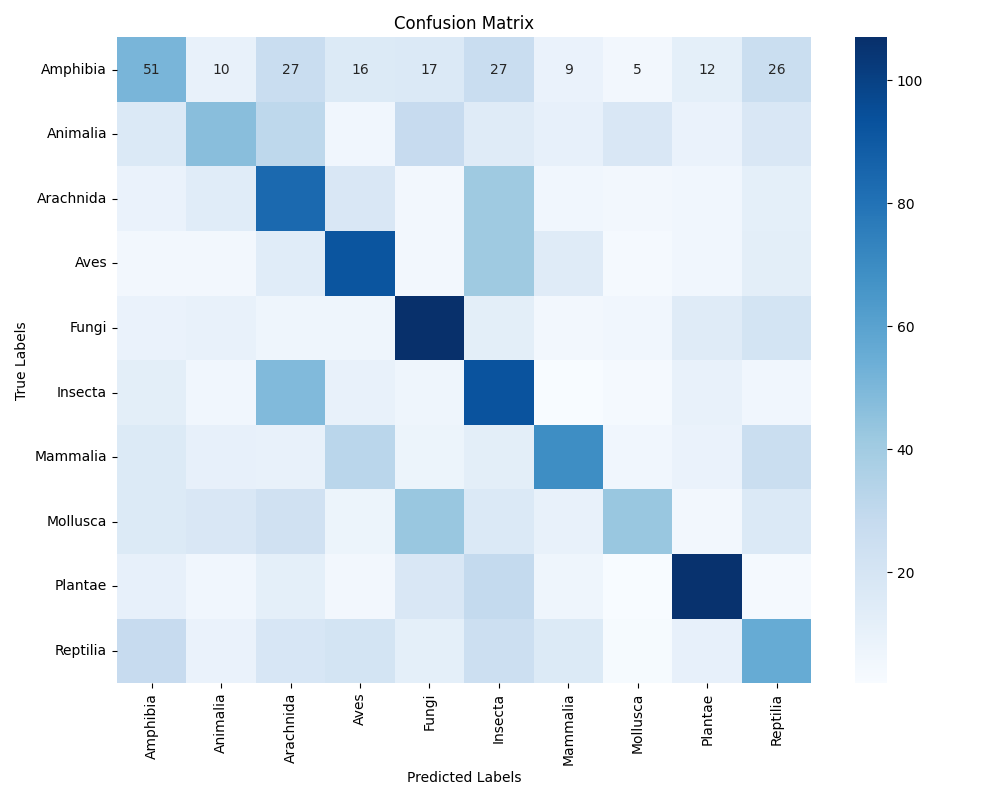 Confusion Matrix
Amphibia 51 10 27 16 17 27 9 5 12 26
Animalia
Arachnida
Aves
Fungi
Insecta
Mammalia
Mollusca
Plantae
Reptilia
True Labels
Amphibia Animalia Arachnida Aves Fungi Insecta Mammalia Mollusca Plantae Reptilia
Predicted Labels
100
80
60
40
20